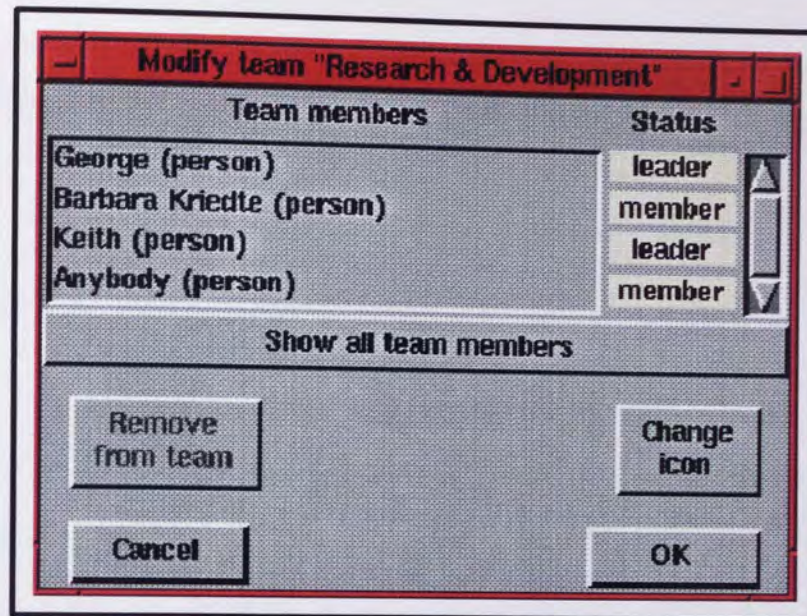 Modify team "Research & Development"
Team members Status
George (person) leader
Barbara Kriedte (person) member
Keith (person) leader
Anybody (person) member
Show all team members
Remove
from team
Change
icon
Cancel OK